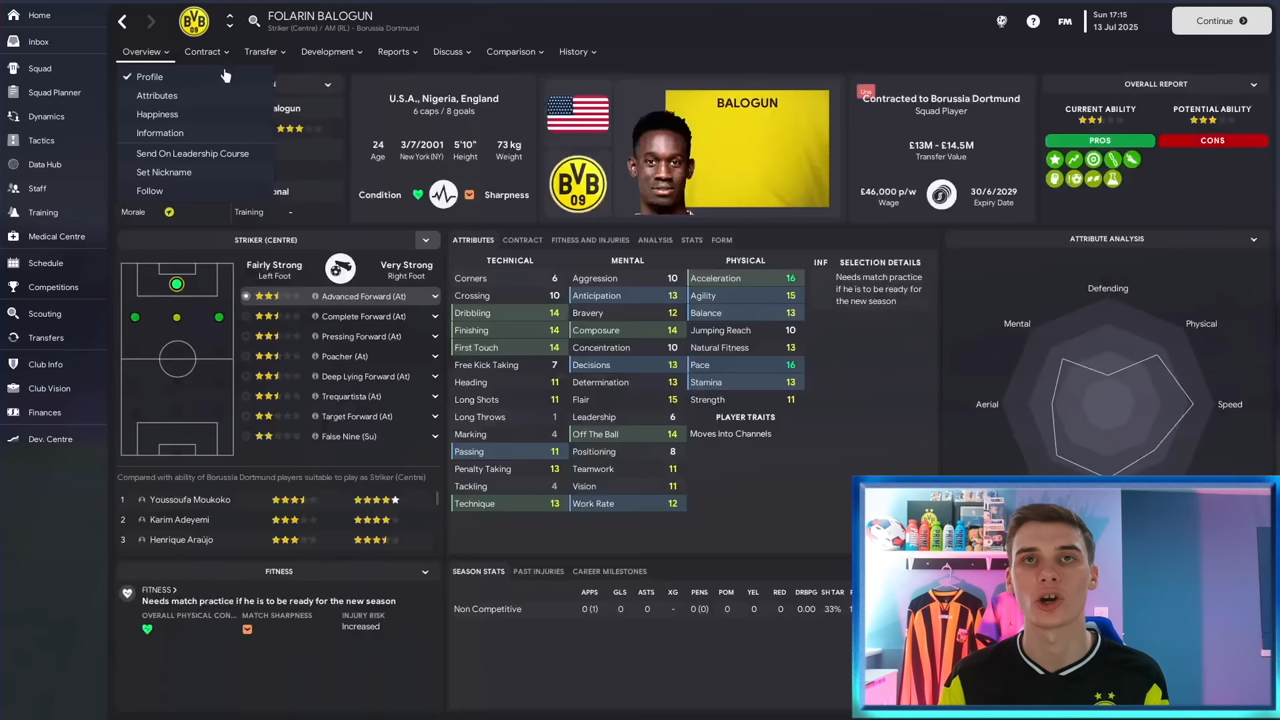 Home
Inbox
Squad
Squad Planner
Dynamics
Tactics
Data Hub
Staff
Training
Medical Centre
Schedule
Competitions
Scouting
Transfers
Club Info
Club Vision
Finances
Dev. Centre
BVB
09
FOLARIN BALOGUN
Striker (Centre) / AM (RL) - Borussia Dortmund
? FM
Sun 17:15
13 Jul 2025
Continue
Overview Contract Transfer Development Reports Discuss Comparison History
Profile
Attributes
Happiness
Information
Send On Leadership Course
Set Nickname
Follow
Morale
Training -
U.S.A., Nigeria, England
6 caps / 8 goals
24
Age
3/7/2001
New York(NY)
5'10"
Height
73 kg
Weight
Condition
Sharpness
BALOGUN
BVB
09
Una
Contracted to Borussia Dortmund
Squad Player
£13M - £14.5M
Transfer Value
£46,000 p/w
Wage
30/6/2029
Expiry Date
OVERALL REPORT
CURRENT ABILITY
POTENTIAL ABILITY
PROS
CONS
STRIKER (CENTRE)
Fairly Strong
Left Foot
Very Strong
Right Foot
Advanced Forward (At)
Complete Forward (At)
Pressing Forward (At)
Poacher (At)
Deep Lying Forward (At)
Trequartista (At)
Target Forward (At)
False Nine (Su)
Compared with ability of Borussia Dortmund players suitable to play as Striker (Centre)
1 Youssoufa Moukoko
2 Karim Adeyemi
3 Henrique Araújo
FITNESS
FITNESS
Needs match practice if he is to be ready for the new season
OVERALL PHYSICAL CON...
MATCH SHARPNESS
INJURY RISK
Increased
ATTRIBUTES CONTRACT FITNESS AND INJURIES ANALYSIS STATS FORM
TECHNICAL
Corners 6
Crossing 10
Dribbling 14
Finishing 14
First Touch 14
Free Kick Taking 7
Heading 11
Long Shots 11
Long Throws 1
Marking 4
Passing 11
Penalty Taking 13
Tackling 4
Technique 13
MENTAL
Aggression 10
Anticipation 13
Bravery 12
Composure 14
Concentration 10
Decisions 13
Determination 13
Flair 15
Leadership 6
Off The Ball 14
Positioning 8
Teamwork 11
Vision 11
Work Rate 12
PHYSICAL
Acceleration 16
Agility 15
Balance 13
Jumping Reach 10
Natural Fitness 13
Pace 16
Stamina 13
Strength 11
PLAYER TRAITS
Moves Into Channels
INF
SELECTION DETAILS
Needs match practice
if he is to be ready for
the new season
ATTRIBUTE ANALYSIS
Defending
Physical
Speed
Aerial
Mental
SEASON STATS PAST INJURIES CAREER MILESTONES
APPS GLS ASTS XG PENS POM YEL RED DRBPG SH TAR
Non Competitive 0 (1) 0 0 - 0 (0) 0 0 0 0.00 33%